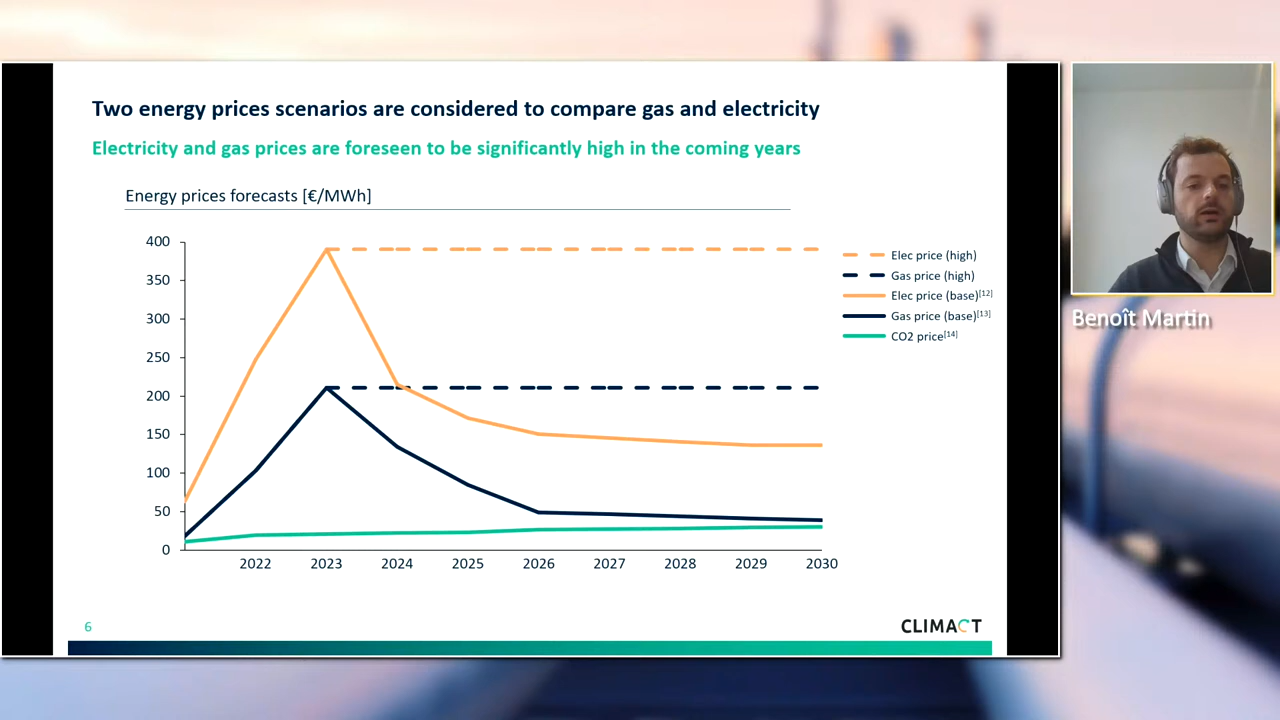 Two energy prices scenarios are considered to compare gas and electricity
Electricity and gas prices are foreseen to be significantly high in the coming years
Energy prices forecasts [€/MWh]
400
350
300
250
200
150
100
50
0
2022 2023 2024 2025 2026 2027 2028 2029 2030
Elec price (high)
Gas price (high)
Elec price (base)[12]
Gas price (base)[13]
CO2 price[14]
6
CLIMACT
Benoît Martin